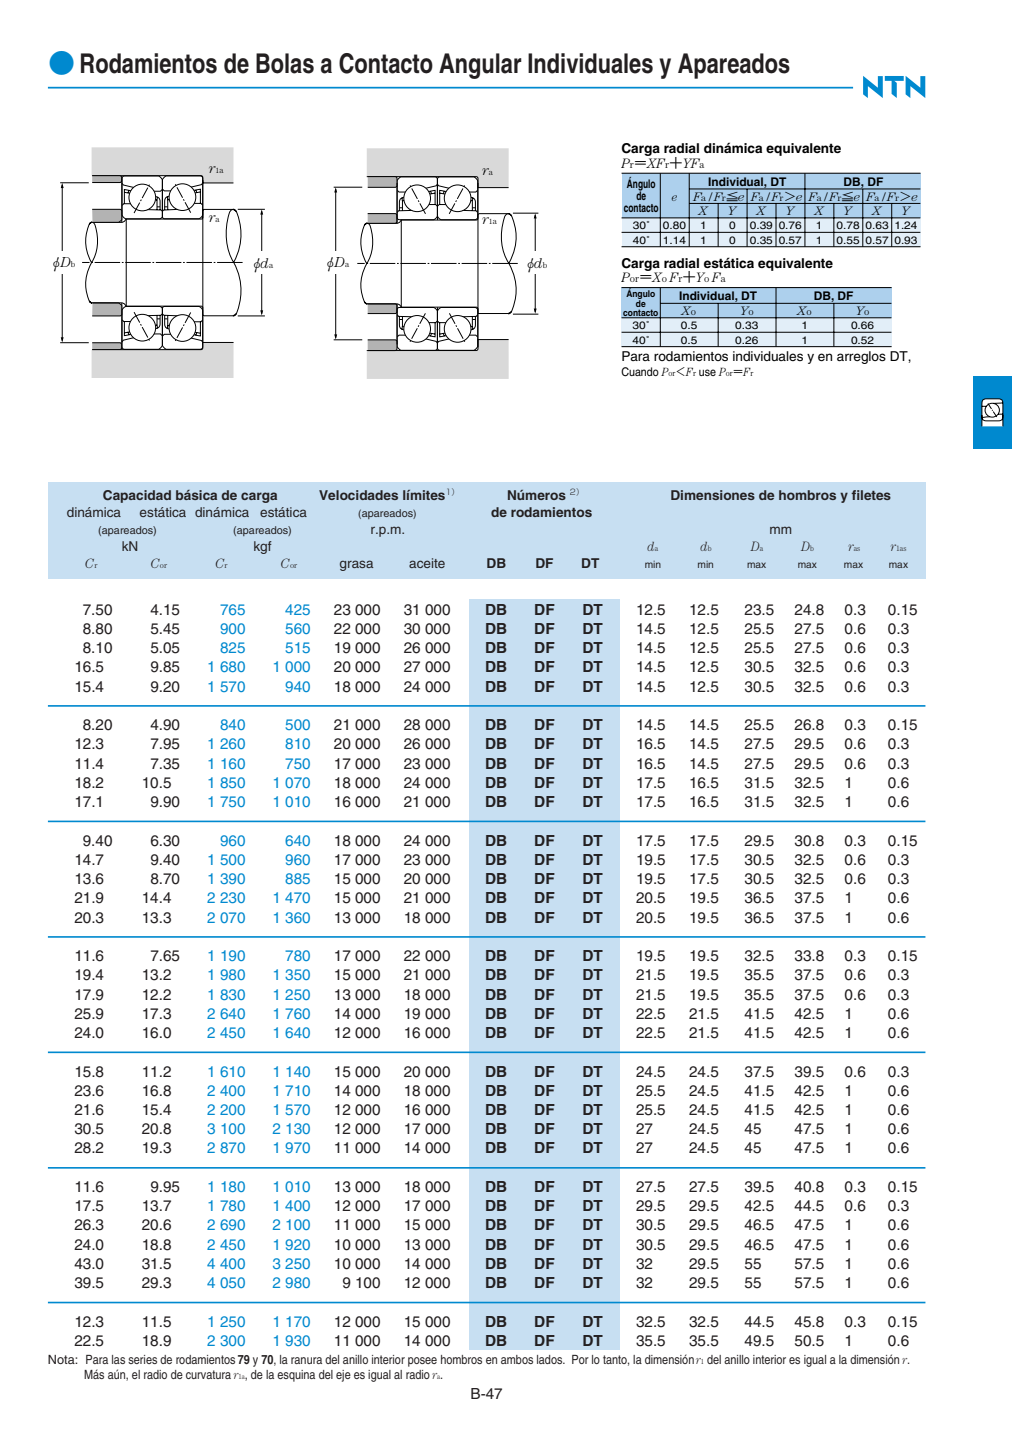 Rodamientos de Bolas a Contacto Angular Individuales y Apareados
NTN
r1a
ra
φDb
φda
ra
r1a
φDa
φdb
Carga radial dinámica equivalente
Pr=XFr+YFa
Ángulo de contacto e Individual, DT DB, DF
Fa/Fr≦e Fa/Fr>e Fa/Fr≦e Fa/Fr>e
X Y X Y X Y X Y
30° 0.80 1 0 0.39 0.76 1 0.78 0.63 1.24
40° 1.14 1 0 0.35 0.57 1 0.55 0.57 0.93
Carga radial estática equivalente
Por=Xo Fr+Yo Fa
Ángulo de contacto Individual, DT DB, DF
Xo Yo Xo Yo
30° 0.5 0.33 1 0.66
40° 0.5 0.26 1 0.52
Para rodamientos individuales y en arreglos DT,
Cuando Por<Fr use Por=Fr
Capacidad básica de carga Velocidades límites1) Números 2) Dimensiones de hombros y filetes
dinámica estática dinámica estática (apareados) de rodamientos
(apareados) (apareados) r.p.m. mm
kN kgf da db Da Db ras r1as
Cr Cor Cr Cor grasa aceite DB DF DT min min max max max max
7.50 4.15 765 425 23 000 31 000 DB DF DT 12.5 12.5 23.5 24.8 0.3 0.15
8.80 5.45 900 560 22 000 30 000 DB DF DT 14.5 12.5 25.5 27.5 0.6 0.3
8.10 5.05 825 515 19 000 26 000 DB DF DT 14.5 12.5 25.5 27.5 0.6 0.3
16.5 9.85 1 680 1 000 20 000 27 000 DB DF DT 14.5 12.5 30.5 32.5 0.6 0.3
15.4 9.20 1 570 940 18 000 24 000 DB DF DT 14.5 12.5 30.5 32.5 0.6 0.3
8.20 4.90 840 500 21 000 28 000 DB DF DT 14.5 14.5 25.5 26.8 0.3 0.15
12.3 7.95 1 260 810 20 000 26 000 DB DF DT 16.5 14.5 27.5 29.5 0.6 0.3
11.4 7.35 1 160 750 17 000 23 000 DB DF DT 16.5 14.5 27.5 29.5 0.6 0.3
18.2 10.5 1 850 1 070 18 000 24 000 DB DF DT 17.5 16.5 31.5 32.5 1 0.6
17.1 9.90 1 750 1 010 16 000 21 000 DB DF DT 17.5 16.5 31.5 32.5 1 0.6
9.40 6.30 960 640 18 000 24 000 DB DF DT 17.5 17.5 29.5 30.8 0.3 0.15
14.7 9.40 1 500 960 17 000 23 000 DB DF DT 19.5 17.5 30.5 32.5 0.6 0.3
13.6 8.70 1 390 885 15 000 20 000 DB DF DT 19.5 17.5 30.5 32.5 0.6 0.3
21.9 14.4 2 230 1 470 15 000 21 000 DB DF DT 20.5 19.5 36.5 37.5 1 0.6
20.3 13.3 2 070 1 360 13 000 18 000 DB DF DT 20.5 19.5 36.5 37.5 1 0.6
11.6 7.65 1 190 780 17 000 22 000 DB DF DT 19.5 19.5 32.5 33.8 0.3 0.15
19.4 13.2 1 980 1 350 15 000 21 000 DB DF DT 21.5 19.5 35.5 37.5 0.6 0.3
17.9 12.2 1 830 1 250 13 000 18 000 DB DF DT 21.5 19.5 35.5 37.5 0.6 0.3
25.9 17.3 2 640 1 760 14 000 19 000 DB DF DT 22.5 21.5 41.5 42.5 1 0.6
24.0 16.0 2 450 1 640 12 000 16 000 DB DF DT 22.5 21.5 41.5 42.5 1 0.6
15.8 11.2 1 610 1 140 15 000 20 000 DB DF DT 24.5 24.5 37.5 39.5 0.6 0.3
23.6 16.8 2 400 1 710 14 000 18 000 DB DF DT 25.5 24.5 41.5 42.5 1 0.6
21.6 15.4 2 200 1 570 12 000 16 000 DB DF DT 25.5 24.5 41.5 42.5 1 0.6
30.5 20.8 3 100 2 130 12 000 17 000 DB DF DT 27 24.5 45 47.5 1 0.6
28.2 19.3 2 870 1 970 11 000 14 000 DB DF DT 27 24.5 45 47.5 1 0.6
11.6 9.95 1 180 1 010 13 000 18 000 DB DF DT 27.5 27.5 39.5 40.8 0.3 0.15
17.5 13.7 1 780 1 400 12 000 17 000 DB DF DT 29.5 29.5 42.5 44.5 0.6 0.3
26.3 20.6 2 690 2 100 11 000 15 000 DB DF DT 30.5 29.5 46.5 47.5 1 0.6
24.0 18.8 2 450 1 920 10 000 13 000 DB DF DT 30.5 29.5 46.5 47.5 1 0.6
43.0 31.5 4 400 3 250 10 000 14 000 DB DF DT 32 29.5 55 57.5 1 0.6
39.5 29.3 4 050 2 980 9 100 12 000 DB DF DT 32 29.5 55 57.5 1 0.6
12.3 11.5 1 250 1 170 12 000 15 000 DB DF DT 32.5 32.5 44.5 45.8 0.3 0.15
22.5 18.9 2 300 1 930 11 000 14 000 DB DF DT 35.5 35.5 49.5 50.5 1 0.6
Nota: Para las series de rodamientos 79 y 70, la ranura del anillo interior posee hombros en ambos lados. Por lo tanto, la dimensión r1 del anillo interior es igual a la dimensión r.
Más aún, el radio de curvatura r1a, de la esquina del eje es igual al radio ra.
B-47